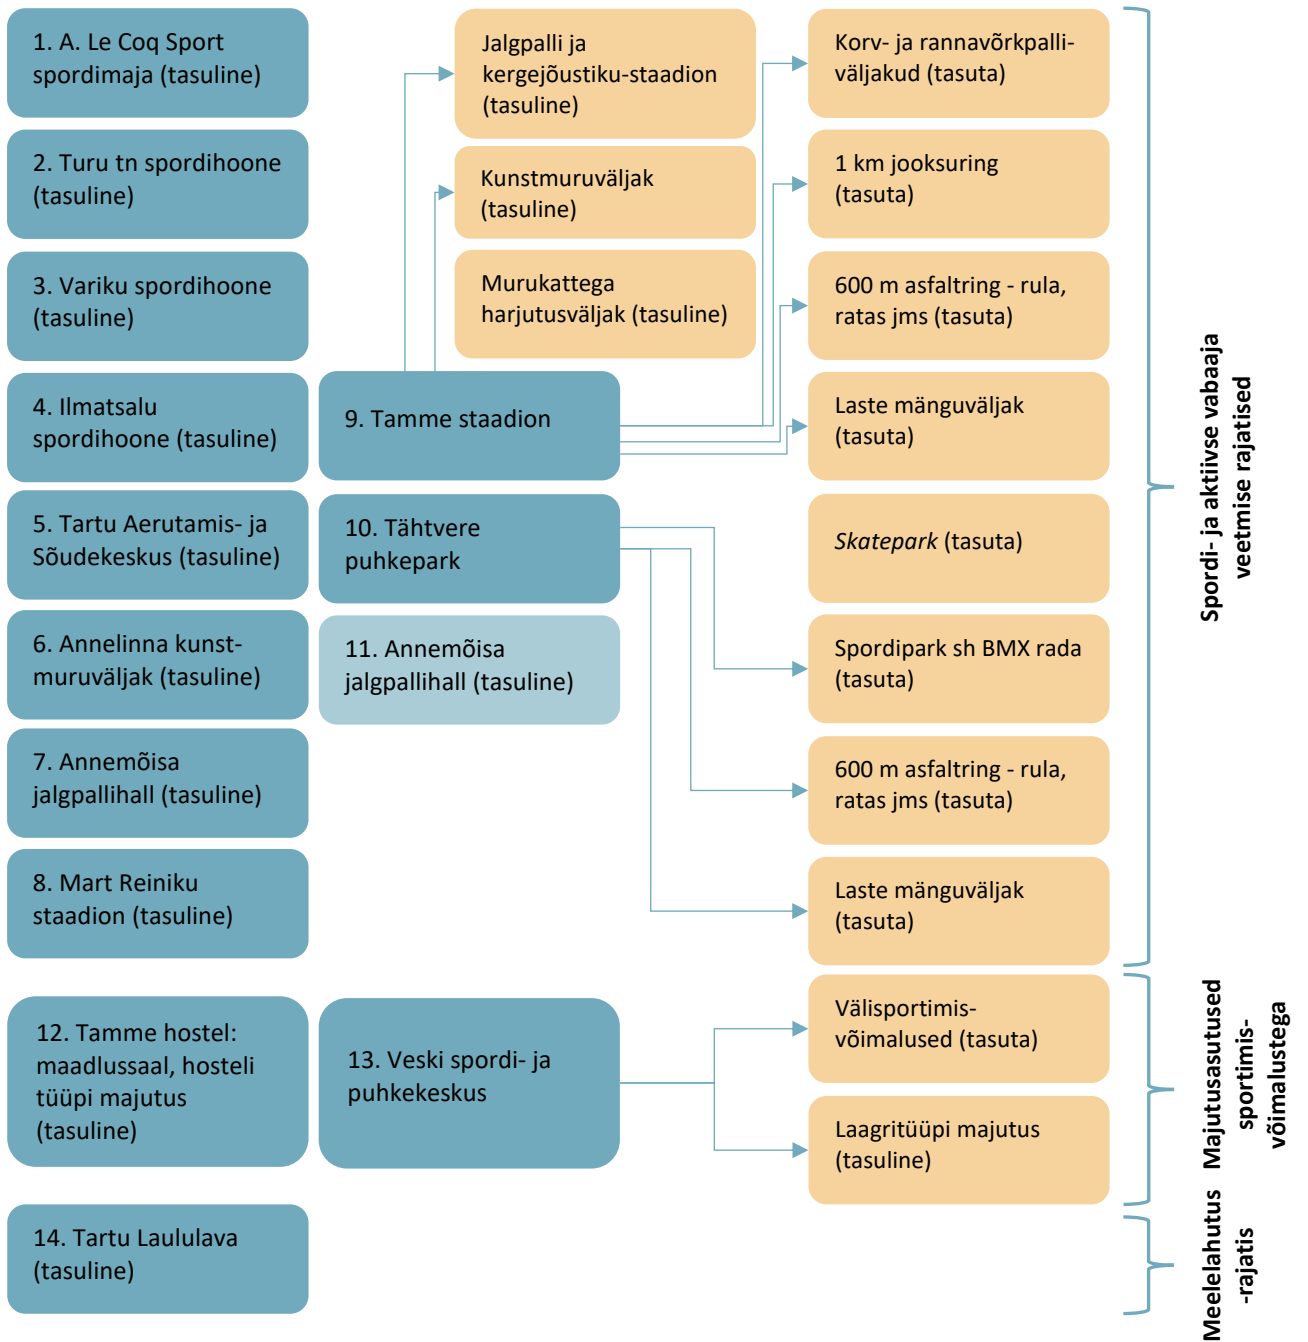 1. A. Le Coq Sport
spordimaja (tasuline)
2. Turu tn spordihoone
(tasuline)
3. Variku spordihoone
(tasuline)
4. Ilmatsalu
spordihoone (tasuline)
5. Tartu Aerutamis- ja
Sõudekeskus (tasuline)
6. Annelinna kunst-
muruväljak (tasuline)
7. Annemõisa
jalgpallihall (tasuline)
8. Mart Reiniku
staadion (tasuline)
Jalgpalli ja
kergejõustiku-staadion
(tasuline)
Kunstmuruväljak
(tasuline)
Murukattega
harjutusväljak (tasuline)
9. Tamme staadion
10. Tähtvere
puhkepark
11. Annemõisa
jalgpallihall (tasuline)
Korv- ja rannavõrkpalli-
väljakud (tasuta)
1 km jooksuring
(tasuta)
600 m asfaltring - rula,
ratas jms (tasuta)
Laste mänguväljak
(tasuta)
Skatepark (tasuta)
Spordipark sh BMX rada
(tasuta)
600 m asfaltring - rula,
ratas jms (tasuta)
Laste mänguväljak
(tasuta)
Spordi- ja aktiivse vabaaja
veetmise rajatised
12. Tamme hostel:
maadlussaal, hosteli
tüüpi majutus
(tasuline)
13. Veski spordi- ja
puhkekeskus
Välisportimis-
võimalused (tasuta)
Laagritüüpi majutus
(tasuline)
Majutusasutused
sportimis-
võimalustega
14. Tartu Laululava
(tasuline)
Meelelahutus
-rajatis